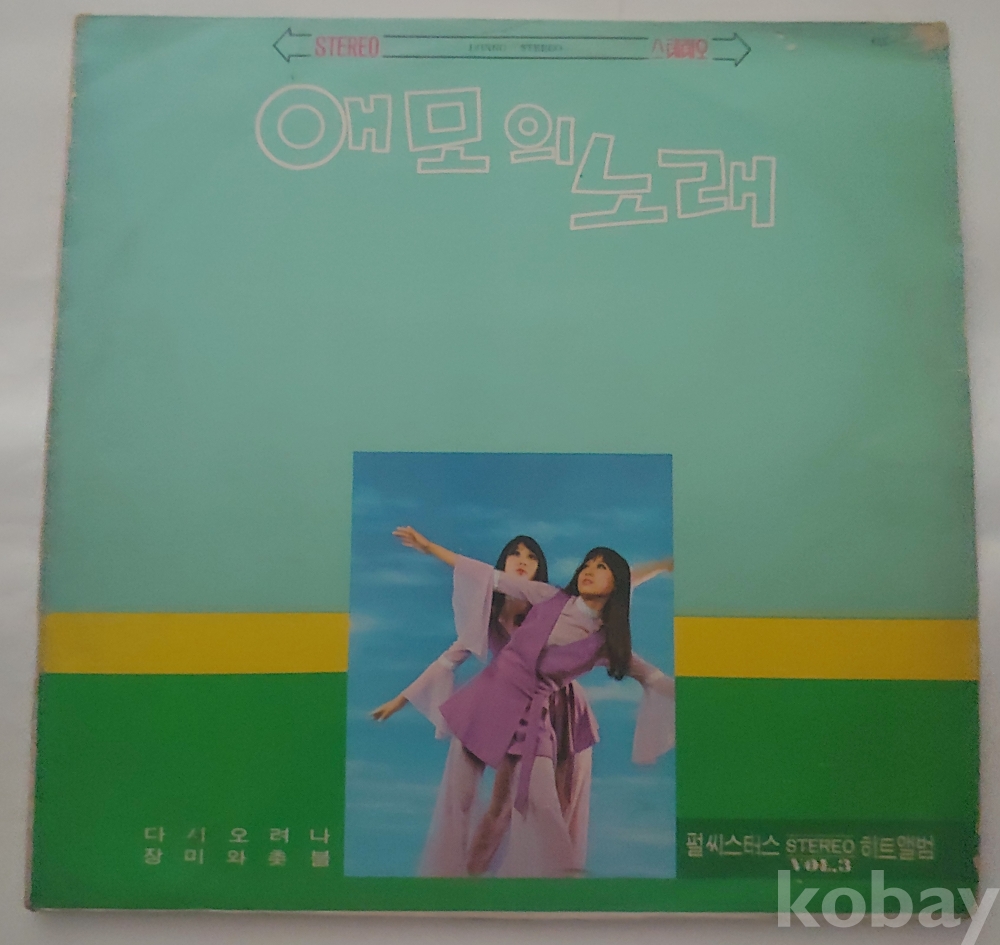 STEREO STEREO 스테레오
애모의 노래
다시오려나
장미와촛불
펄씨스터스 STEREO 히트앨범
VOL.3
kobay